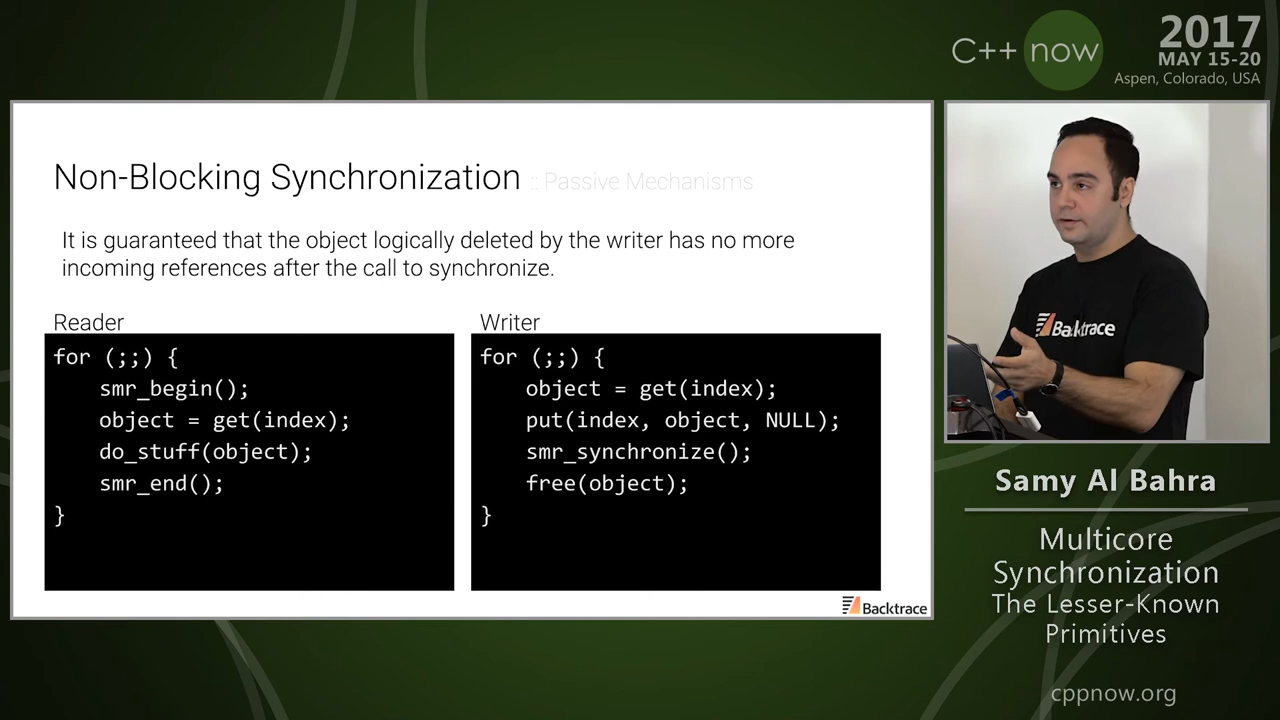 C++ now
2017
MAY 15-20
Aspen, Colorado, USA
Non-Blocking Synchronization :: Passive Mechanisms
It is guaranteed that the object logically deleted by the writer has no more
incoming references after the call to synchronize.
Reader
for (;;) {
    smr_begin();
    object = get(index);
    do_stuff(object);
    smr_end();
}
Writer
for (;;) {
    object = get(index);
    put(index, object, NULL);
    smr_synchronize();
    free(object);
}
Backtrace
Backtrace
Samy Al Bahra
Multicore
Synchronization
The Lesser-Known
Primitives
cppnow.org